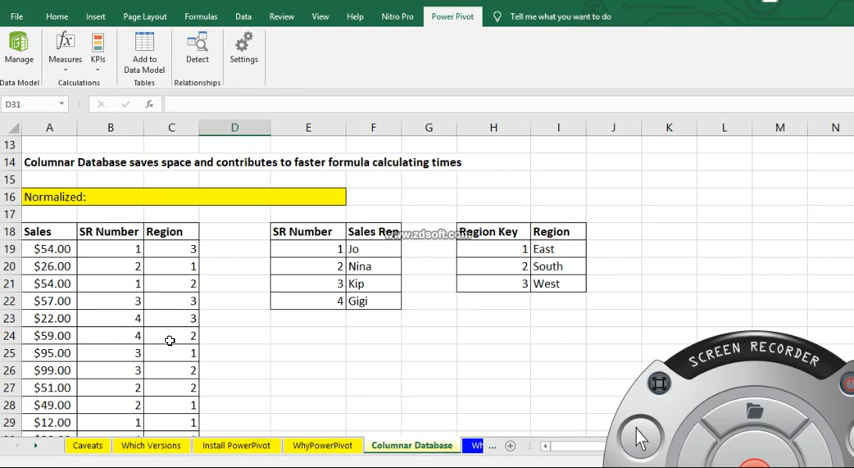 File Home Insert Page Layout Formulas Data Review View Help Nitro Pro Power Pivot Tell me what you want to do
Manage Measures KPIs Add to Data Model Detect Settings
Data Model Calculations Tables Relationships
D31 fx
A B C D E F G H I J K L M N
13
14 Columnar Database saves space and contributes to faster formula calculating times
15
16 Normalized:
17
18 Sales SR Number Region SR Number Sales Rep Region Key Region
www.zdsoft.com
19 $54.00 1 3 1 Jo 1 East
20 $26.00 2 1 2 Nina 2 South
21 $54.00 1 2 3 Kip 3 West
22 $57.00 3 3 4 Gigi
23 $22.00 4 3
24 $59.00 4 2
25 $95.00 3 1
26 $99.00 3 2
27 $51.00 2 2
28 $49.00 2 1
29 $12.00 1 1
SCREEN RECORDER
Caveats Which Versions Install PowerPivot WhyPowerPivot Columnar Database Wh ...